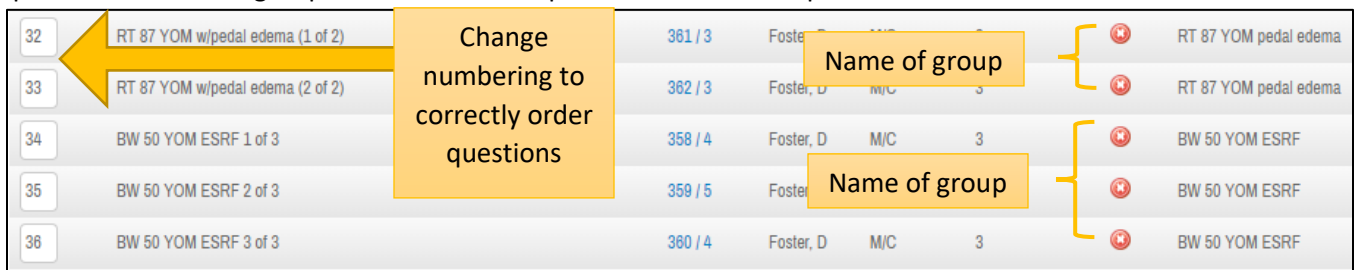 32 RT 87 YOM w/pedal edema (1 of 2) 361 / 3 RT 87 YOM pedal edema
33 RT 87 YOM w/pedal edema (2 of 2) 362 / 3 Foster, D M/C 3 RT 87 YOM pedal edema
34 BW 50 YOM ESRF 1 of 3 358 / 4 Foster, D M/C 3 BW 50 YOM ESRF
35 BW 50 YOM ESRF 2 of 3 359 / 5 BW 50 YOM ESRF
36 BW 50 YOM ESRF 3 of 3 360 / 4 Foster, D M/C 3 BW 50 YOM ESRF
Change
numbering to
correctly order
questions
Name of group
Name of group